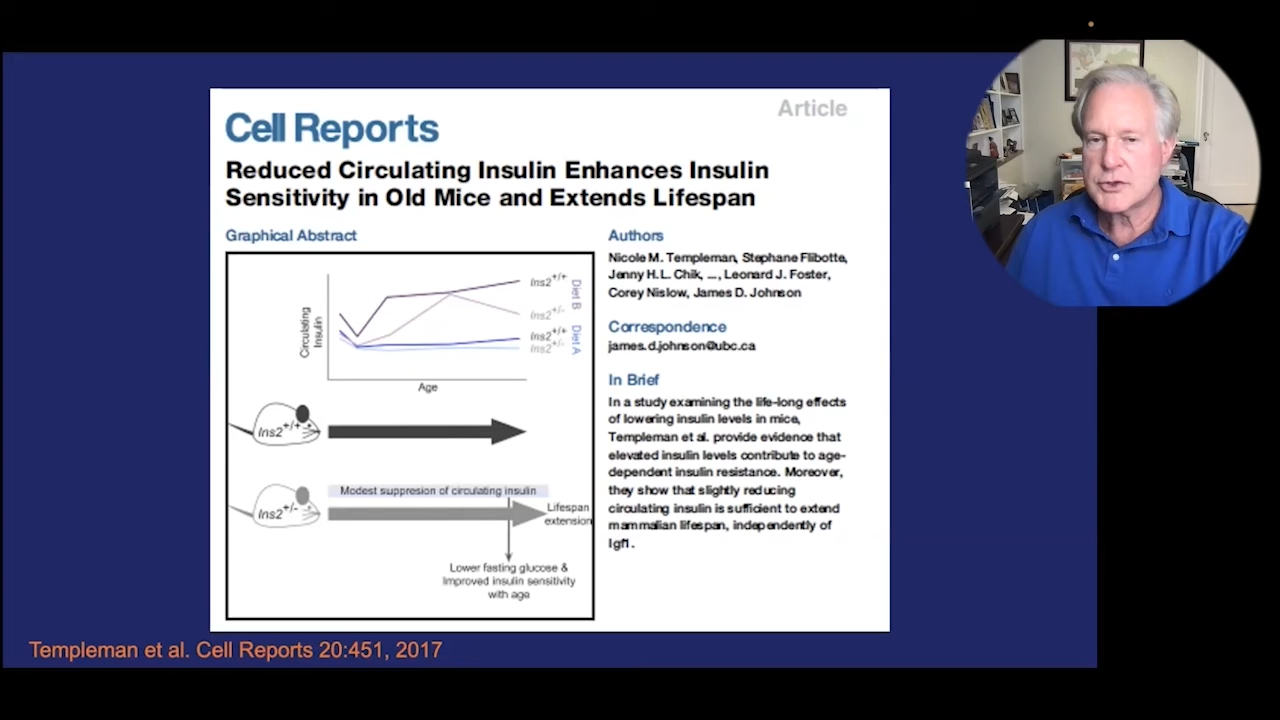 Article
Cell Reports
Reduced Circulating Insulin Enhances Insulin
Sensitivity in Old Mice and Extends Lifespan
Graphical Abstract
Circulating
Insulin
Ins2+/+
Ins2+/-
Diet B
Ins2+/+
Ins2+/-
Diet A
Age
Ins2+/+
Ins2+/-
Modest suppresion of circulating insulin
Lifespan
extension
Lower fasting glucose &
Improved insulin sensitivity
with age
Authors
Nicole M. Templeman, Stephane Flibotte,
Jenny H.L. Chik, ..., Leonard J. Foster,
Corey Nislow, James D. Johnson
Correspondence
james.d.johnson@ubc.ca
In Brief
In a study examining the life-long effects
of lowering insulin levels in mice,
Templeman et al. provide evidence that
elevated insulin levels contribute to age-
dependent insulin resistance. Moreover,
they show that slightly reducing
circulating insulin is sufficient to extend
mammalian lifespan, independently of
Igf1.
Templeman et al. Cell Reports 20:451, 2017